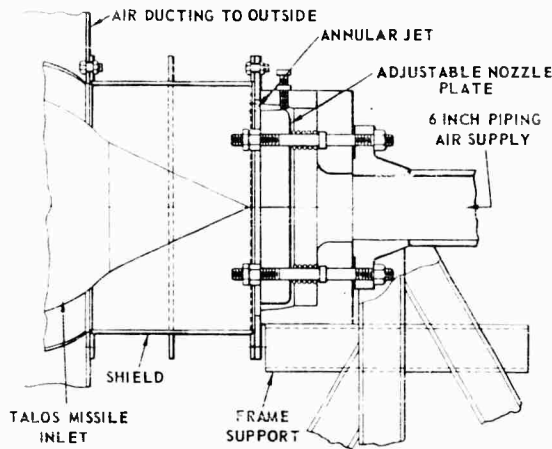 AIR DUCTING TO OUTSIDE
ANNULAR JET
ADJUSTABLE NOZZLE
PLATE
6 INCH PIPING
AIR SUPPLY
SHIELD
TALOS MISSILE
INLET
FRAME
SUPPORT